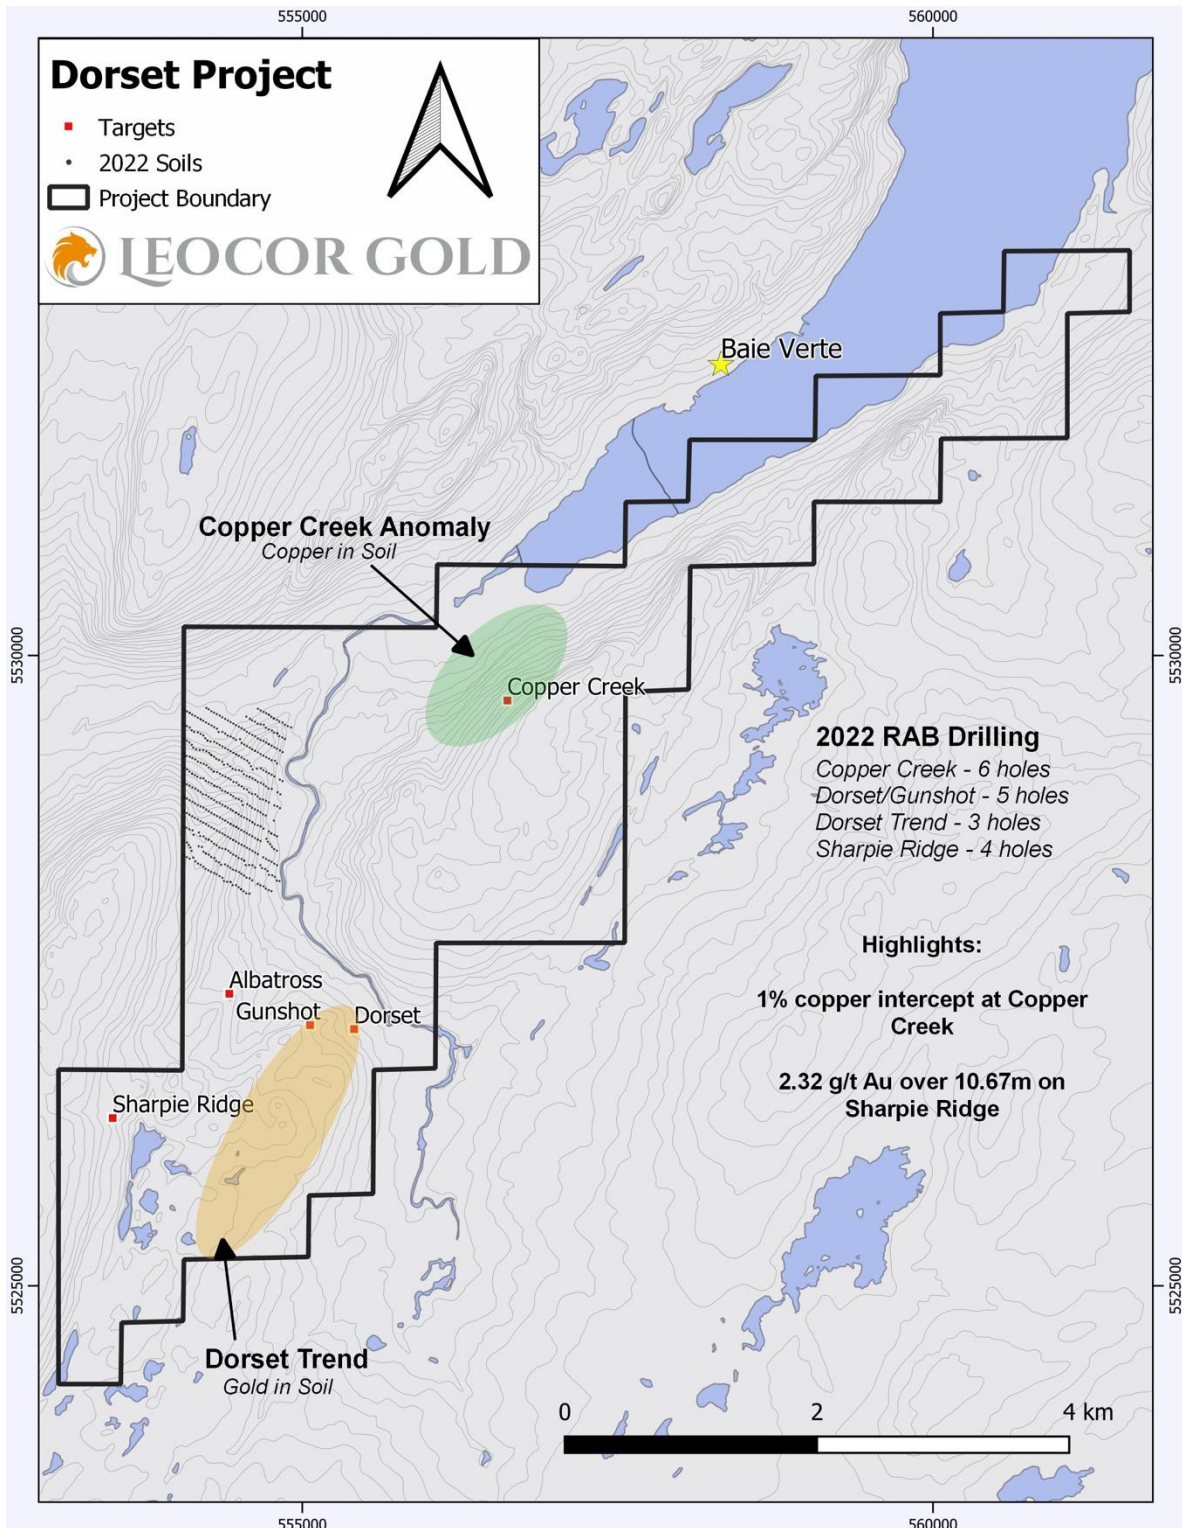 555000
560000
Dorset Project
Targets
2022 Soils
Project Boundary
LEOCOR GOLD
Baie Verte
Copper Creek Anomaly
Copper in Soil
5530000
5530000
Copper Creek
2022 RAB Drilling
Copper Creek - 6 holes
Dorset/Gunshot - 5 holes
Dorset Trend - 3 holes
Sharpie Ridge - 4 holes
Highlights:
1% copper intercept at Copper
Creek
2.32 g/t Au over 10.67m on
Sharpie Ridge
Albatross
Gunshot
Dorset
Sharpie Ridge
5525000
5525000
Dorset Trend
Gold in Soil
0
2
4 km
555000
560000